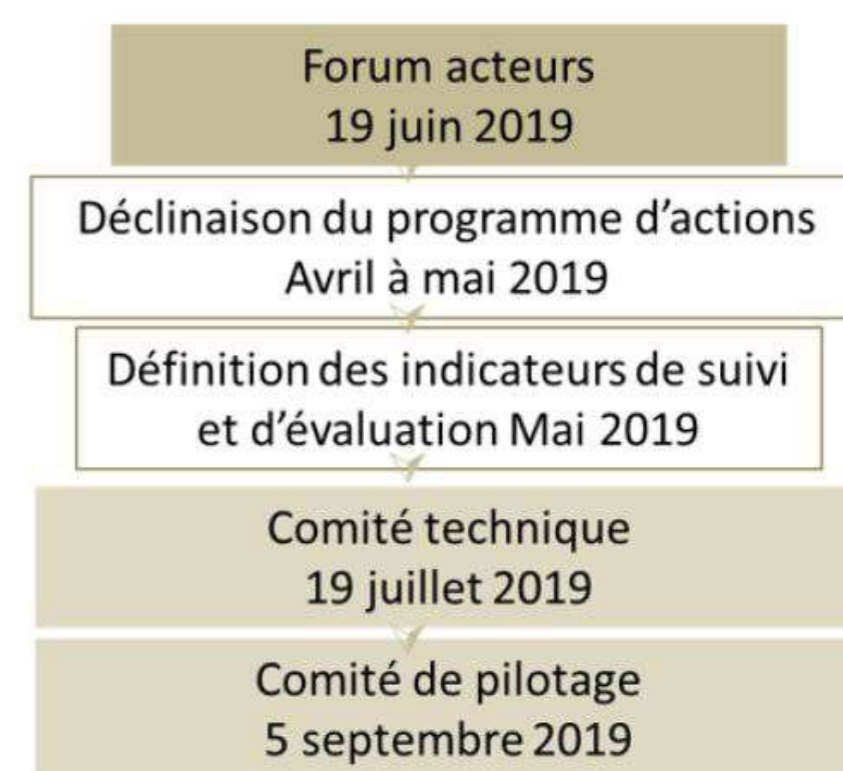 Forum acteurs
19 juin 2019
Déclinaison du programme d'actions
Avril à mai 2019
Définition des indicateurs de suivi
et d'évaluation Mai 2019
Comité technique
19 juillet 2019
Comité de pilotage
5 septembre 2019